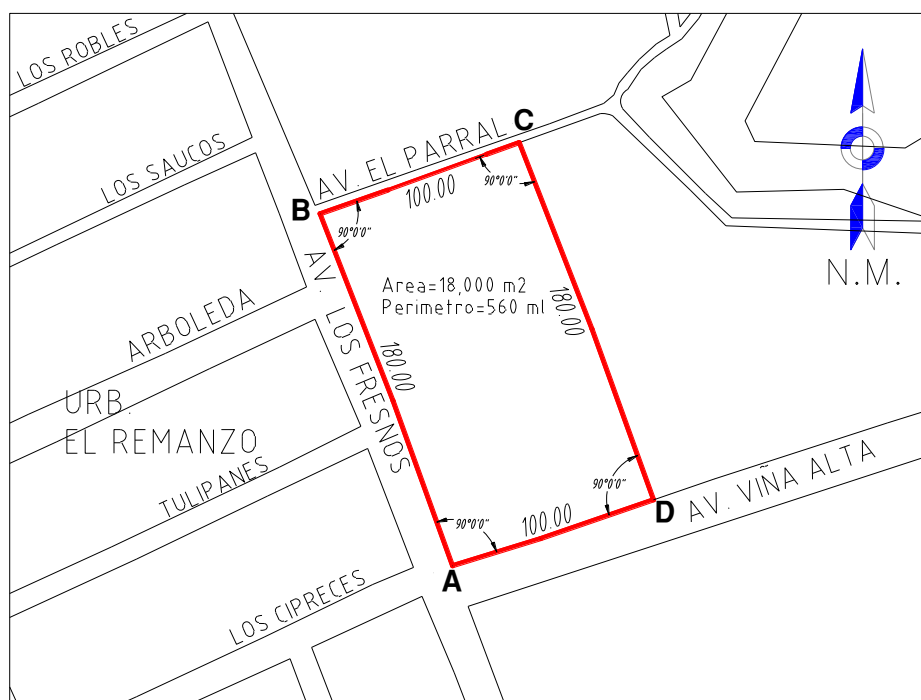 LOS ROBLES
LOS SAUCOS
AV. EL PARRAL
C
100.00
90°0'0"
B
90°0'0"
N.M.
AV. LOS FRESNOS
Area=18,000 m2
Perimetro=560 ml
180.00
180.00
ARBOLEDA
URB.
EL REMANZO
TULIPANES
90°0'0"
90°0'0"
100.00
D
AV. VIÑA ALTA
A
LOS CIPRECES